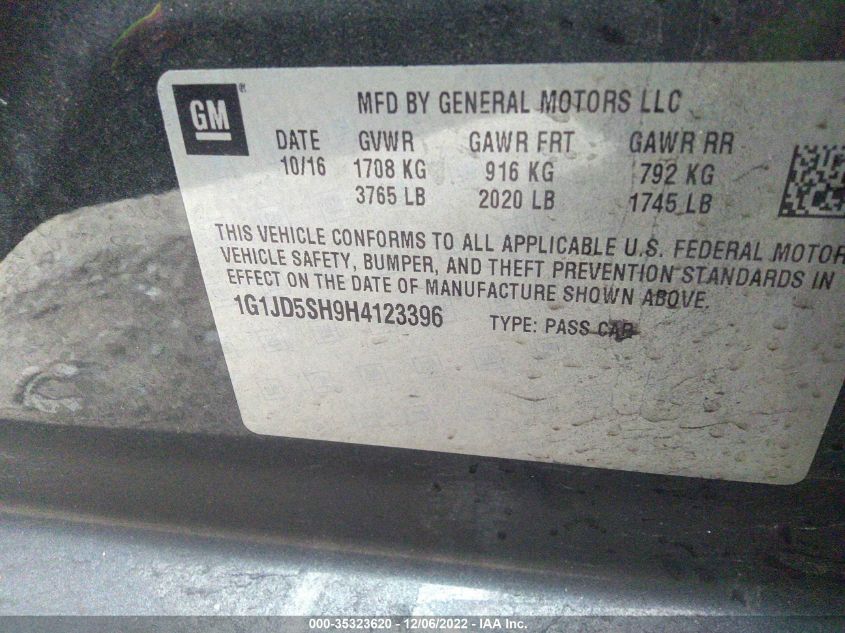 GM ®
MFD BY GENERAL MOTORS LLC
DATE GVWR GAWR FRT GAWR RR
10/16 1708 KG 916 KG 792 KG
3765 LB 2020 LB 1745 LB
THIS VEHICLE CONFORMS TO ALL APPLICABLE U.S. FEDERAL MOTOR
VEHICLE SAFETY, BUMPER, AND THEFT PREVENTION STANDARDS IN
EFFECT ON THE DATE OF MANUFACTURE SHOWN ABOVE.
1G1JD5SH9H4123396 TYPE: PASS CAR
000-35323620 - 12/06/2022 - IAA Inc.